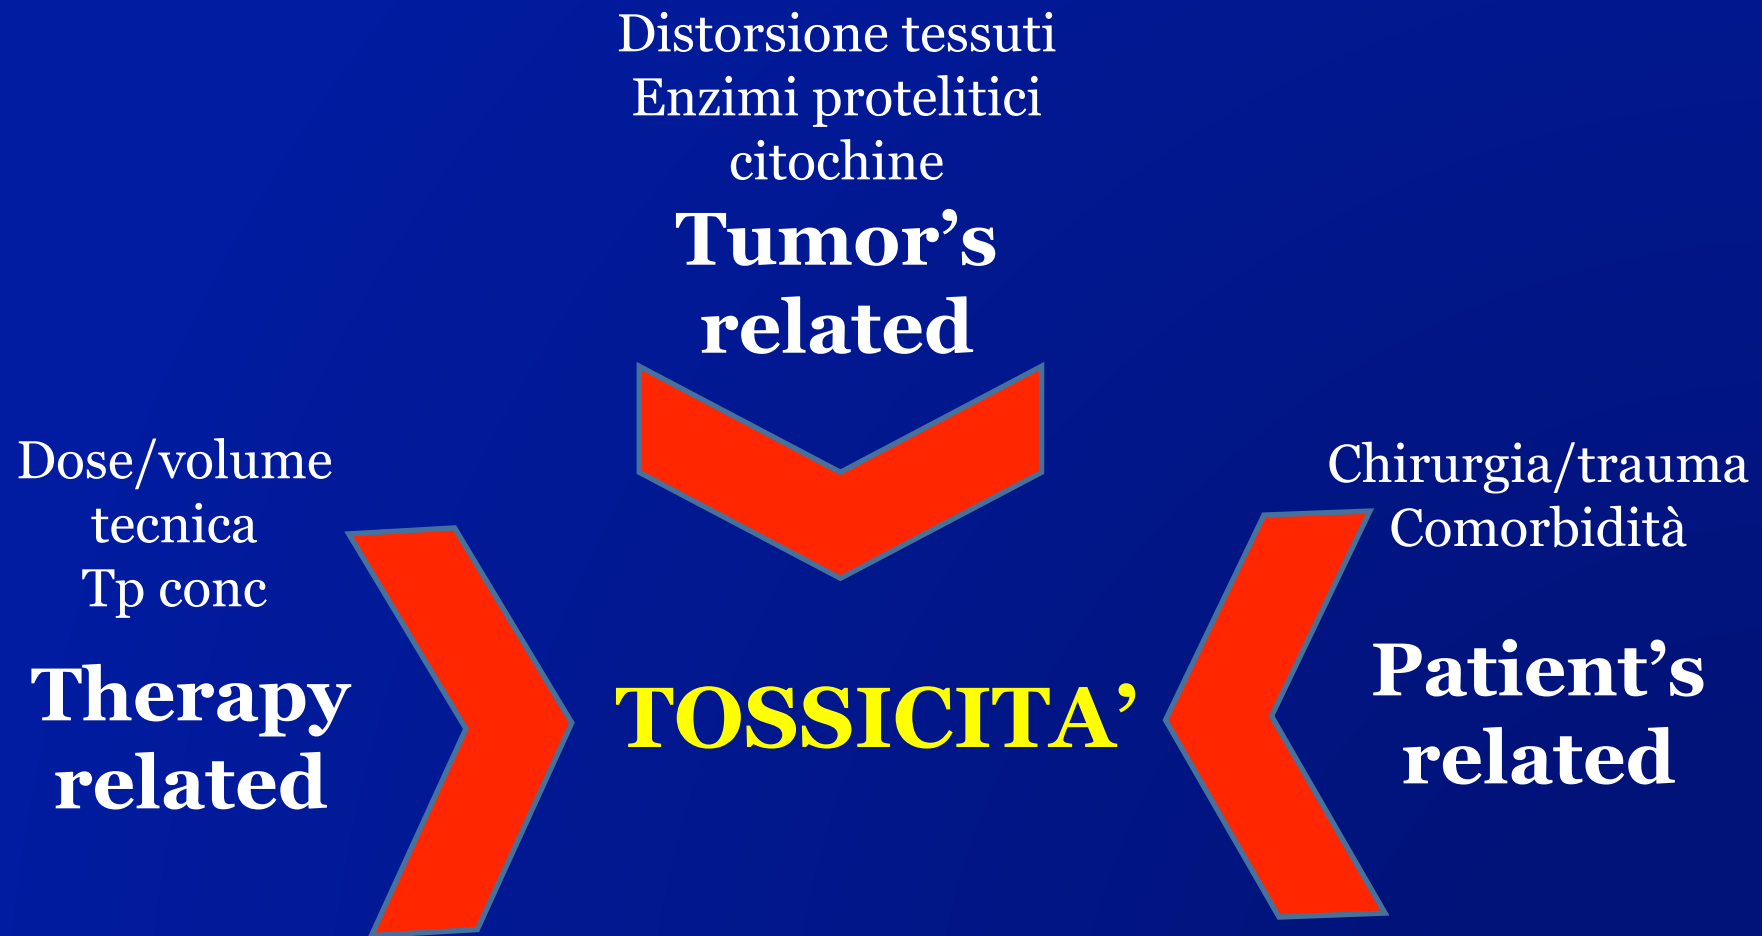 Distorsione tessuti
Enzimi protelitici
citochine
Tumor’s
related
Dose/volume
tecnica
Tp conc
Therapy
related
TOSSICITA’
Chirurgia/trauma
Comorbidità
Patient’s
related